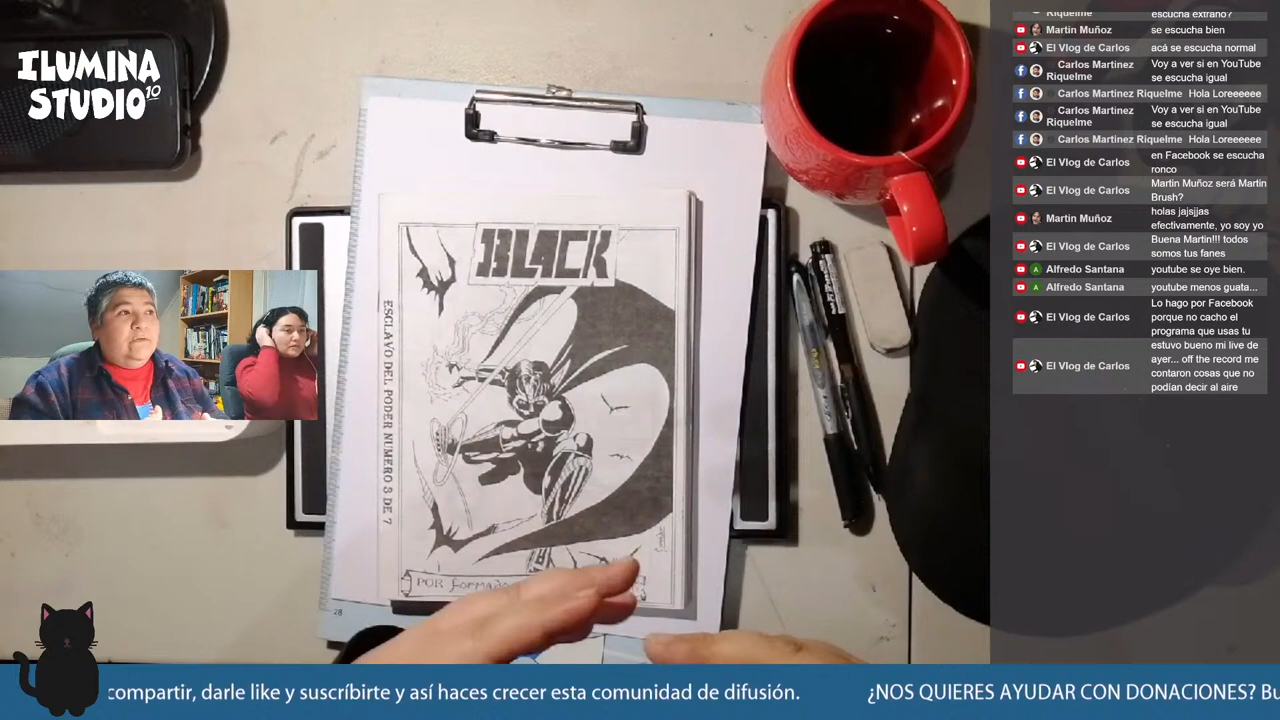 ILUMINA
STUDIO 20
BLACK
ESCLAVO DEL PODER NUMERO 3 DE 7
POR
28
Riquelme escucha extraño?
Martin Muñoz se escucha bien
El Vlog de Carlos acá se escucha normal
Carlos Martinez Voy a ver si en YouTube
Riquelme se escucha igual
Carlos Martinez Riquelme Hola Loreeeeee
Carlos Martinez Voy a ver si en YouTube
Riquelme se escucha igual
Carlos Martinez Riquelme Hola Loreeeeee
El Vlog de Carlos en Facebook se escucha
ronco
El Vlog de Carlos Martin Muñoz será Martin
Brush?
Martin Muñoz holas jajsjjas
efectivamente, yo soy yo
El Vlog de Carlos Buena Martin!!! todos
somos tus fanes
Alfredo Santana youtube se oye bien.
Alfredo Santana youtube menos guata...
El Vlog de Carlos Lo hago por Facebook
porque no cacho el
programa que usas tu
El Vlog de Carlos estuvo bueno mi live de
ayer... off the record me
contaron cosas que no
podían decir al aire
compartir, darle like y suscríbirte y así haces crecer esta comunidad de difusión. ¿NOS QUIERES AYUDAR CON DONACIONES? Bu